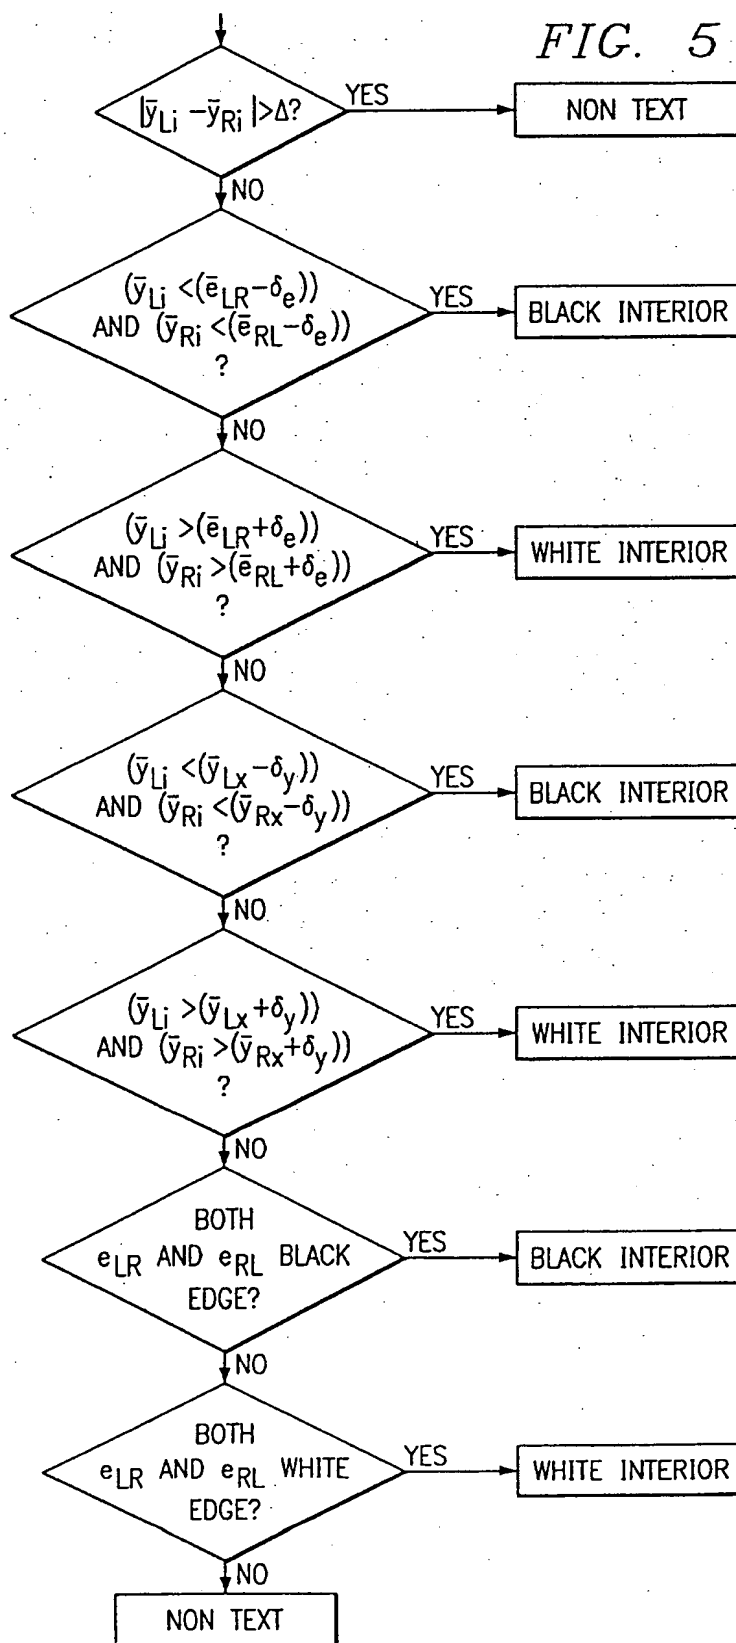 FIG. 5
|ȳLi − ȳRi| > Δ?
YES
NON TEXT
NO
(ȳLi < (ēLR − δe))
AND (ȳRi < (ēRL − δe))
?
YES
BLACK INTERIOR
NO
(ȳLi > (ēLR + δe))
AND (ȳRi > (ēRL + δe))
?
YES
WHITE INTERIOR
NO
(ȳLi < (ȳLx − δy))
AND (ȳRi < (ȳRx − δy))
?
YES
BLACK INTERIOR
NO
(ȳLi > (ȳLx + δy))
AND (ȳRi > (ȳRx + δy))
?
YES
WHITE INTERIOR
NO
BOTH
eLR AND eRL BLACK
EDGE?
YES
BLACK INTERIOR
NO
BOTH
eLR AND eRL WHITE
EDGE?
YES
WHITE INTERIOR
NO
NON TEXT